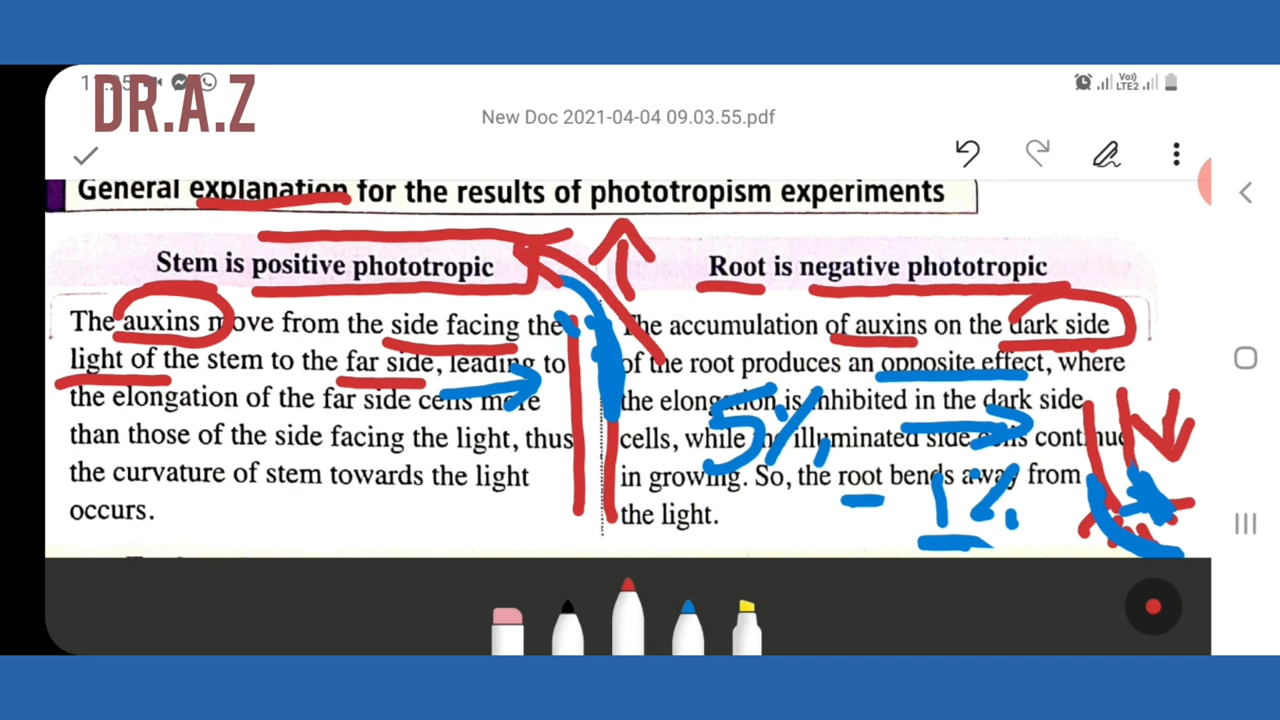 DR.A.Z
New Doc 2021-04-04 09.03.55.pdf
Voo)
LTE2
General explanation for the results of phototropism experiments
Stem is positive phototropic
The auxins move from the side facing the
light of the stem to the far side, leading to
the elongation of the far side cells more
than those of the side facing the light, thus
the curvature of stem towards the light
occurs.
Root is negative phototropic
The accumulation of auxins on the dark side
of the root produces an opposite effect, where
the elongation is inhibited in the dark side
cells, while the illuminated side cells continue
in growing. So, the root bends away from
the light.
5%
- 1%